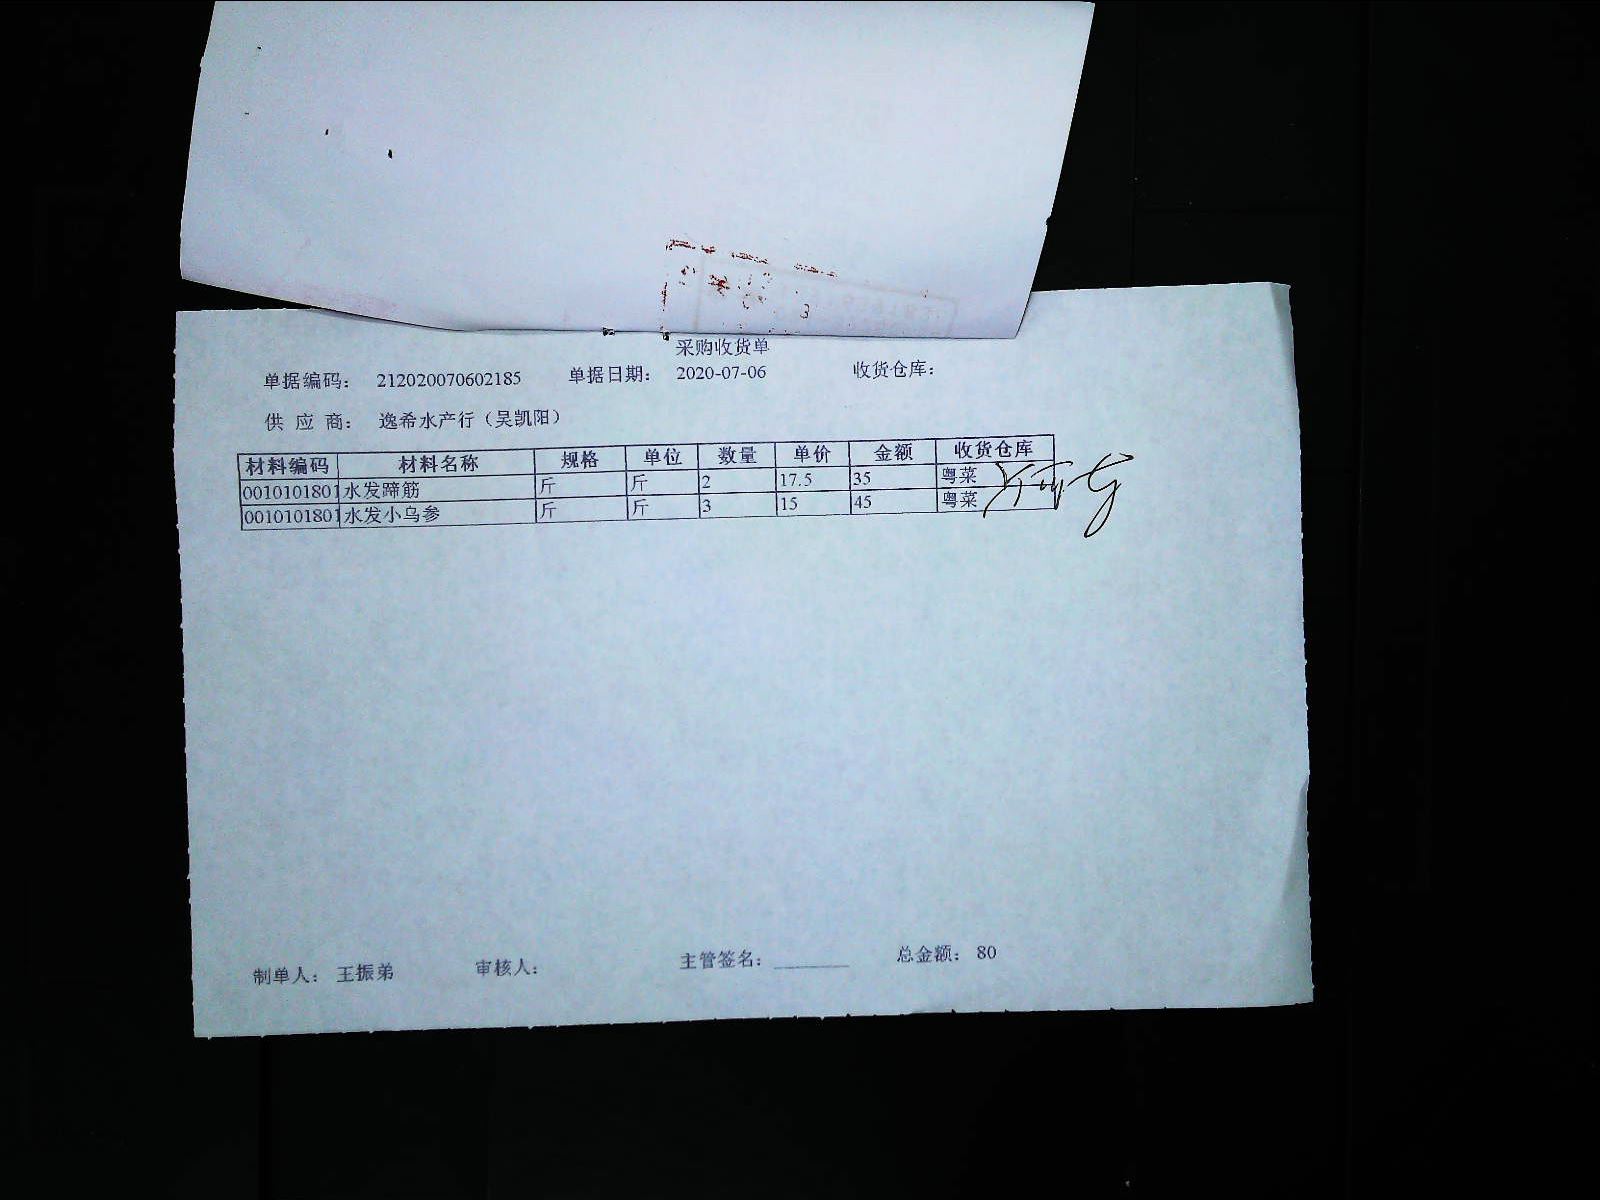 采购收货单
单据编码： 212020070602185 单据日期： 2020-07-06 收货仓库：
供 应 商： 逸希水产行（吴凯阳）
材料编码 材料名称 规格 单位 数量 单价 金额 收货仓库
0010101801 水发蹄筋 斤 斤 2 17.5 35 粤菜
0010101801 水发小乌参 斤 斤 3 15 45 粤菜
制单人： 王振弟 审核人： 主管签名： 总金额： 80